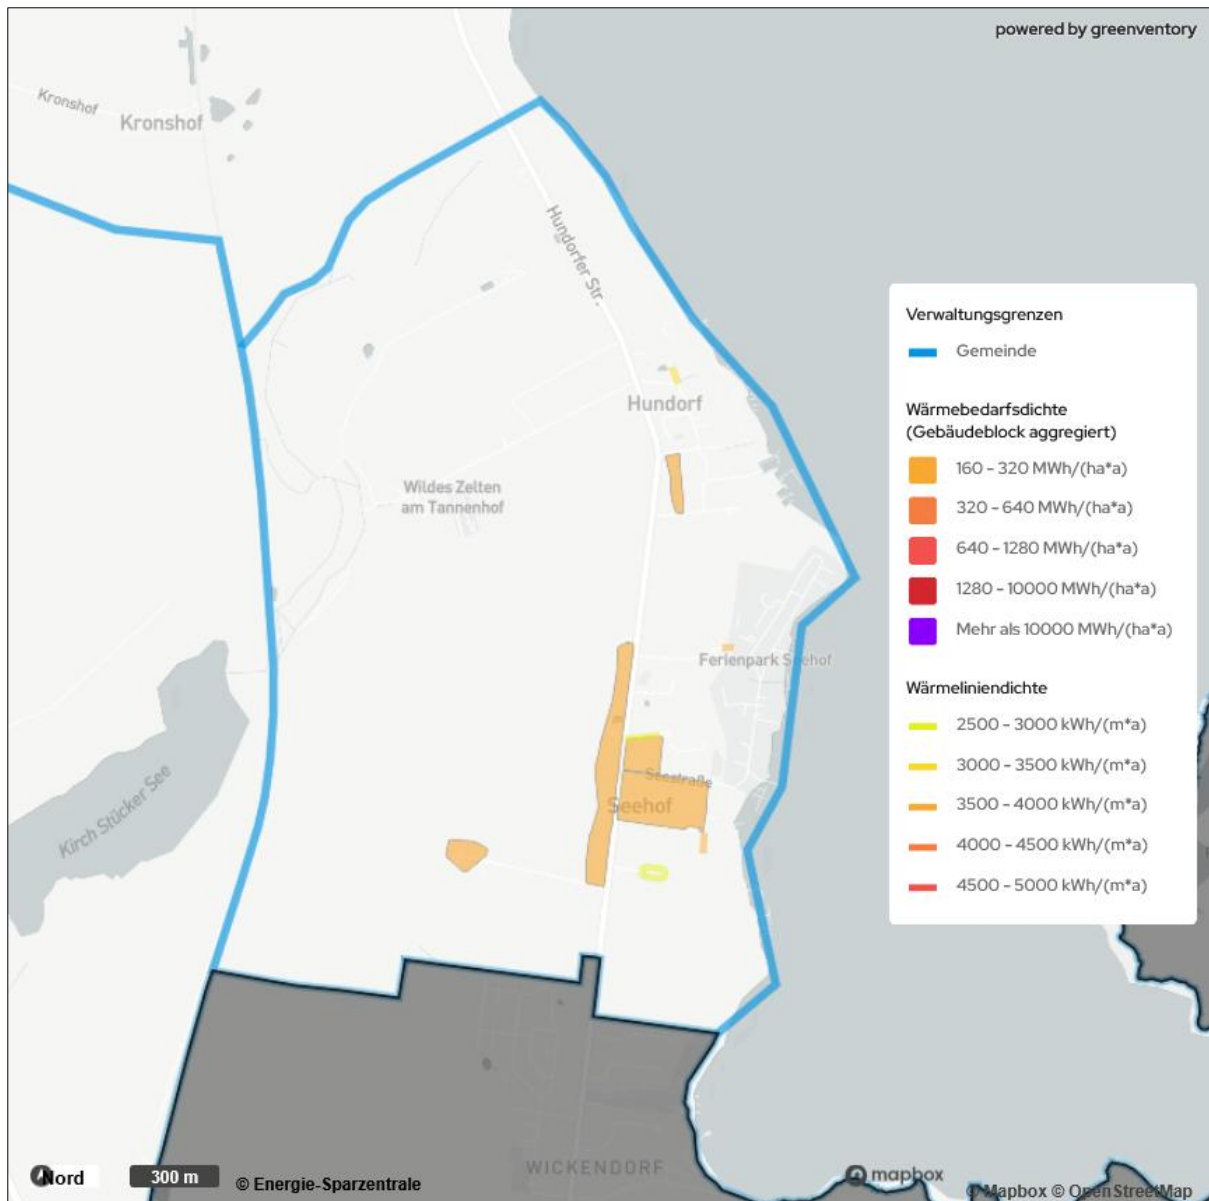 powered by greenventory
Kronshof
Kronshof
Hundorfer Str.
Hundorf
Wildes Zelten
am Tannenhof
Ferienpark Seehof
Seestraße
Seehof
Kirch Stücker See
WICKENDORF
Verwaltungsgrenzen
Gemeinde
Wärmebedarfsdichte
(Gebäudeblock aggregiert)
160 - 320 MWh/(ha*a)
320 - 640 MWh/(ha*a)
640 - 1280 MWh/(ha*a)
1280 - 10000 MWh/(ha*a)
Mehr als 10000 MWh/(ha*a)
Wärmeliniendichte
2500 - 3000 kWh/(m*a)
3000 - 3500 kWh/(m*a)
3500 - 4000 kWh/(m*a)
4000 - 4500 kWh/(m*a)
4500 - 5000 kWh/(m*a)
Nord
300 m
© Energie-Sparzentrale
mapbox
© Mapbox © OpenStreetMap